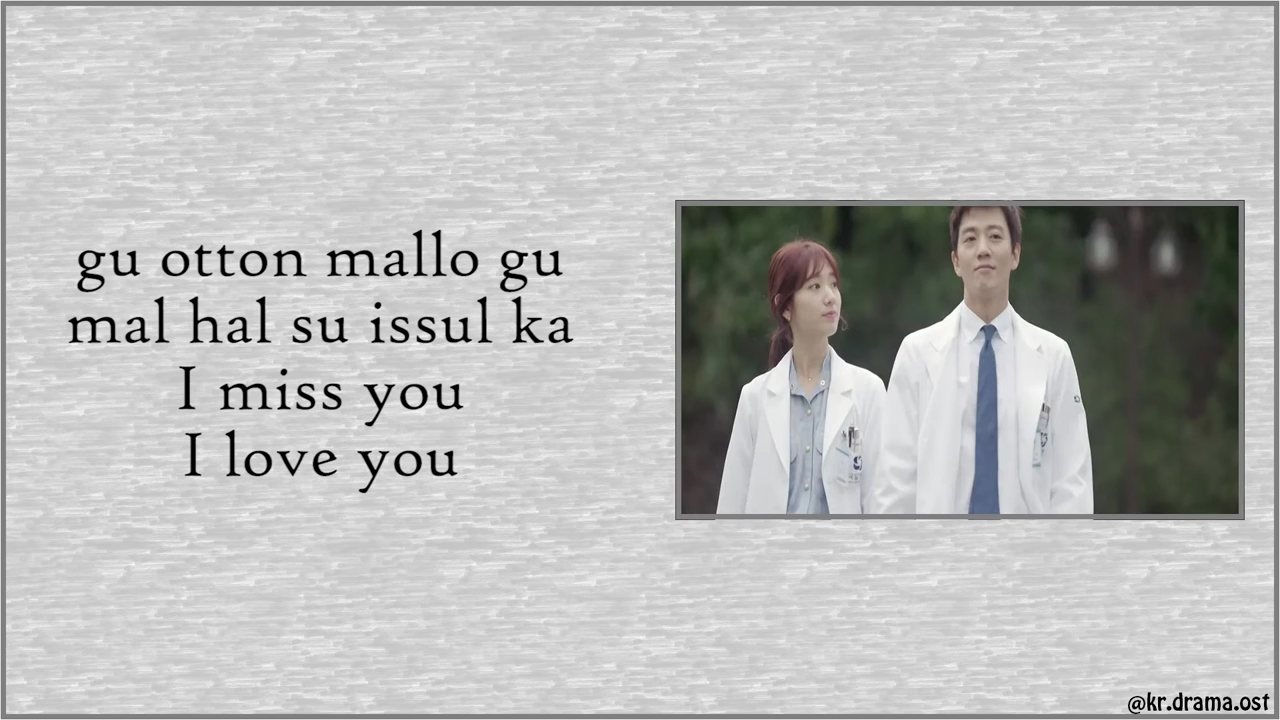 gu otton mallo gu
mal hal su issul ka
I miss you
I love you
@kr.drama.ost